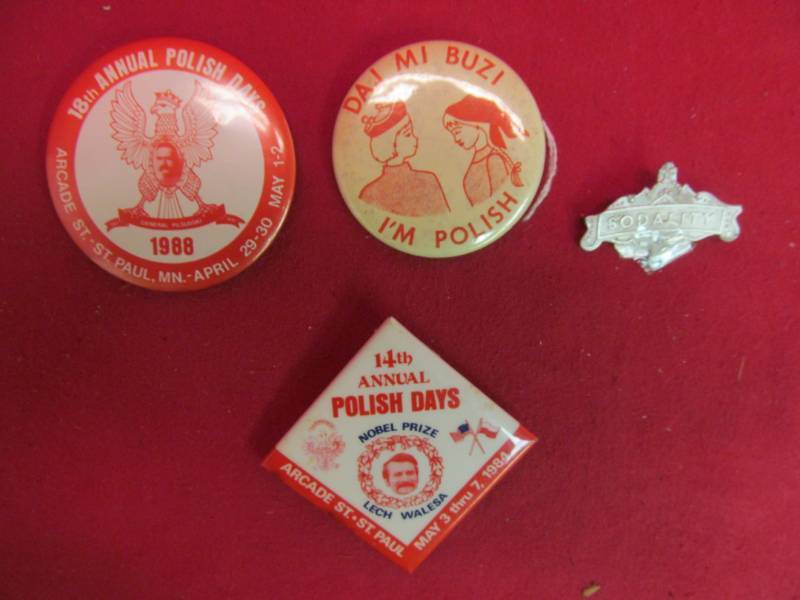 18th ANNUAL POLISH DAYS
GENERAL PILSUDSKI
1988
ARCADE ST. - ST. PAUL, MN. - APRIL 29-30 MAY 1-2
DAJ MI BUZI
I'M POLISH
SODALITY
14th
ANNUAL
POLISH DAYS
NOBEL PRIZE
LECH WALESA
ARCADE ST. • ST. PAUL
MAY 3 thru 7, 1984